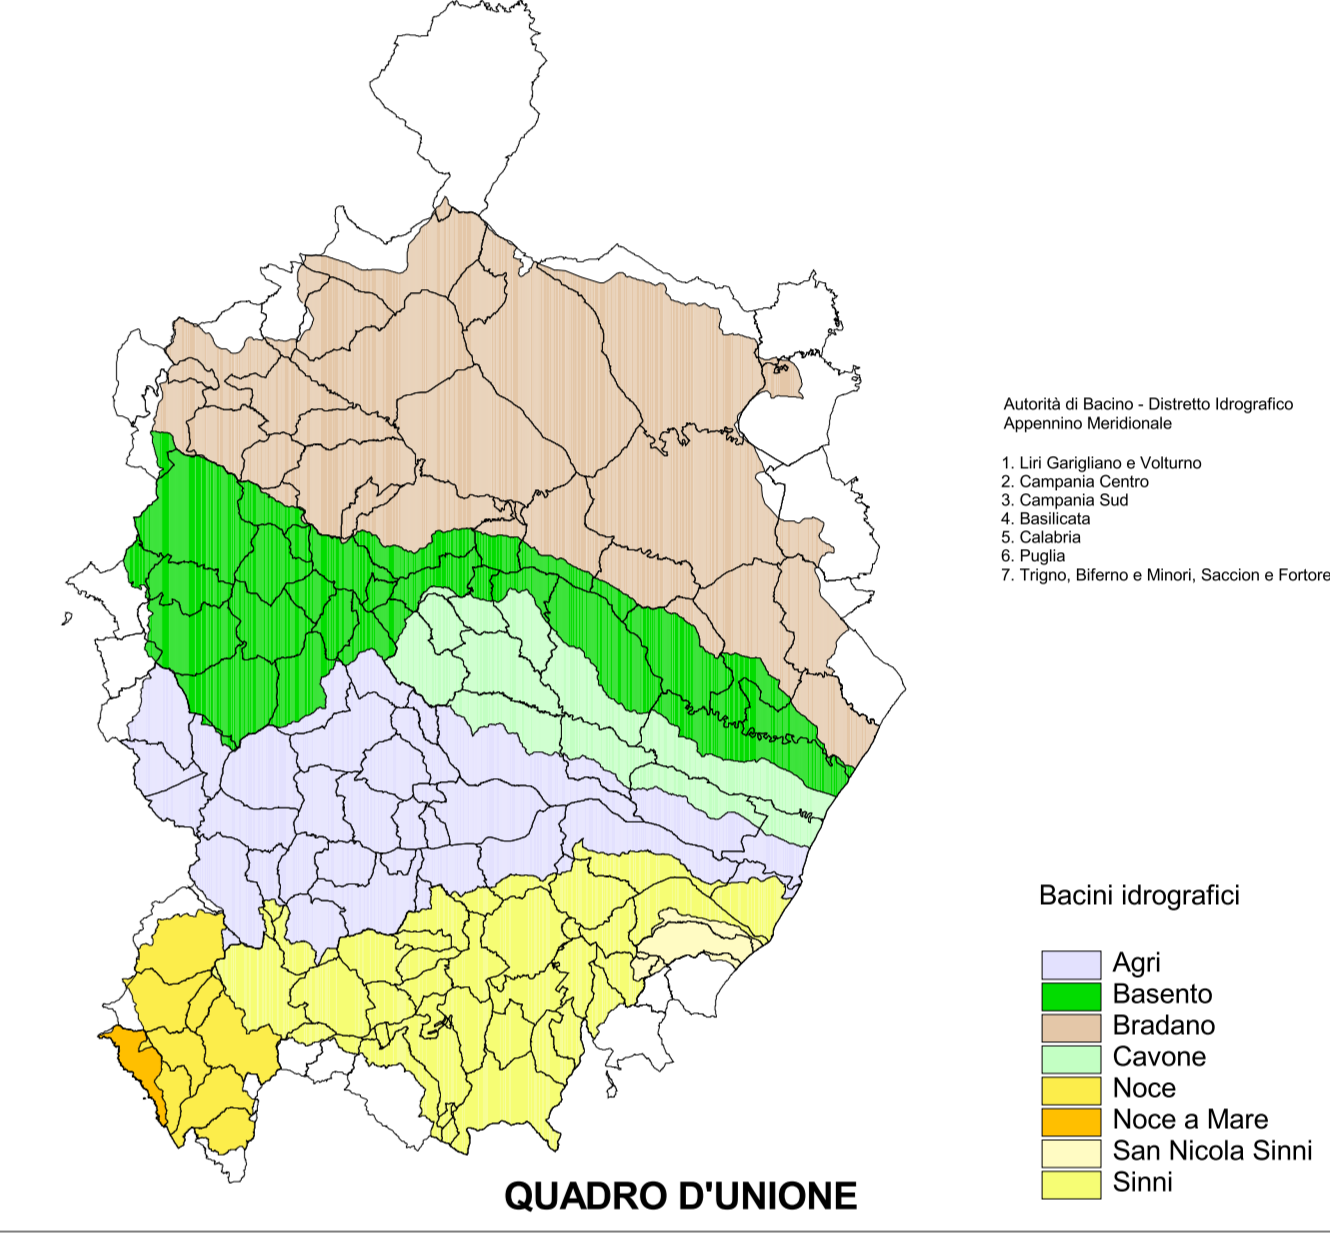 Autorità di Bacino - Distretto Idrografico
Appennino Meridionale
1. Liri Garigliano e Volturno
2. Campania Centro
3. Campania Sud
4. Basilicata
5. Calabria
6. Puglia
7. Trigno, Biferno e Minori, Saccion e Fortore
Bacini idrografici
Agri
Basento
Bradano
Cavone
Noce
Noce a Mare
San Nicola Sinni
Sinni
QUADRO D'UNIONE